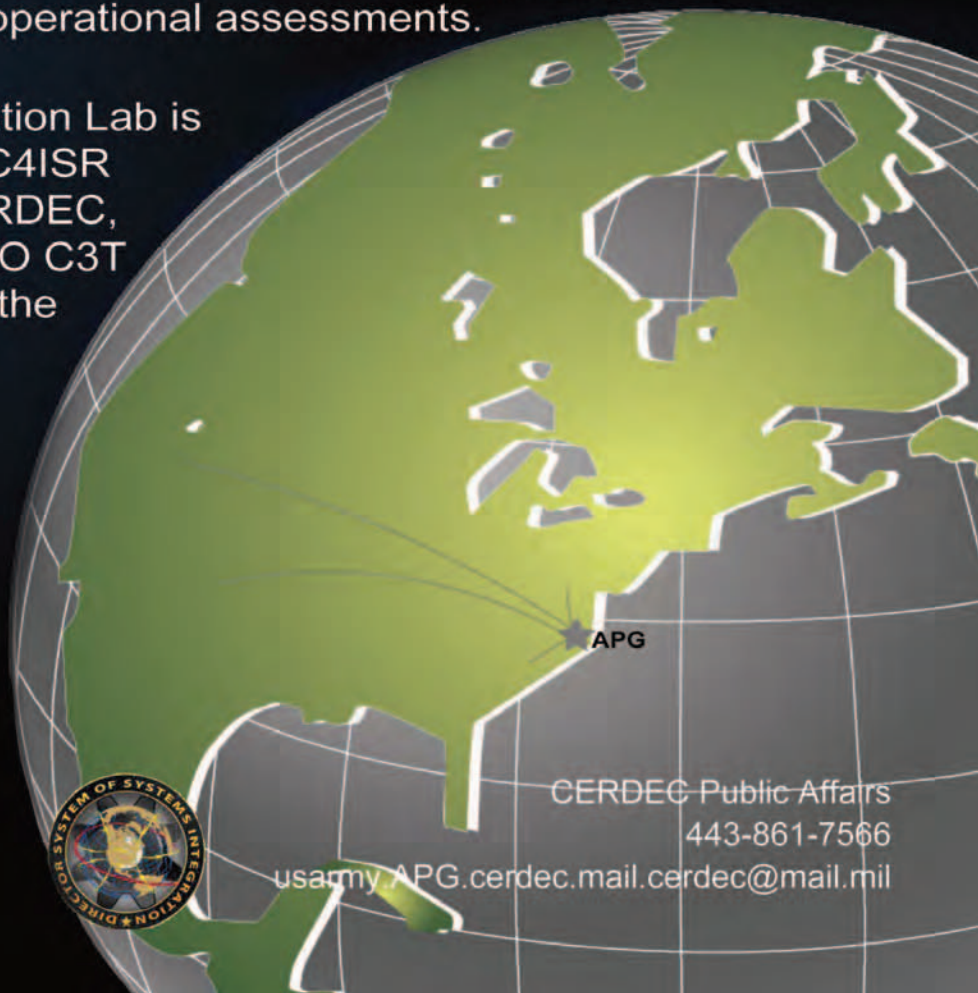 operational assessments.
tion Lab is
C4ISR
RDEC,
O C3T
the
APG
CERDEC Public Affairs
443-861-7566
usarmy.APG.cerdec.mail.cerdec@mail.mil
DIRECTOR SYSTEM OF SYSTEMS INTEGRATION